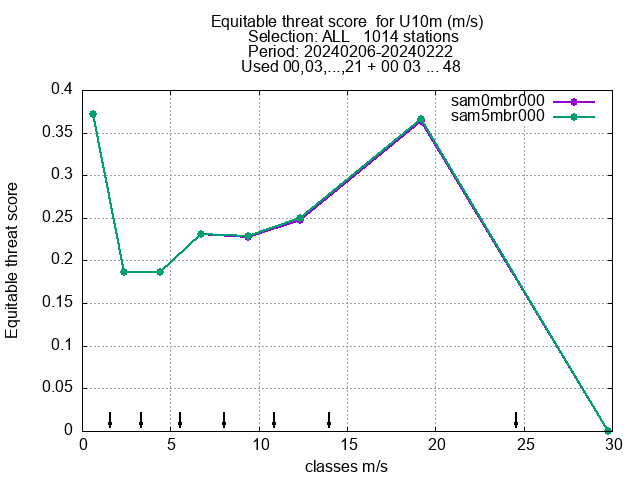 Equitable threat score  for U10m (m/s)
Selection: ALL   1014 stations
Period: 20240206-20240222
Used 00,03,...,21 + 00 03 ... 48
sam0mbr000
sam5mbr000
0.4
0.35
0.3
0.25
0.2
0.15
0.1
0.05
0
Equitable threat score
0 5 10 15 20 25 30
classes m/s